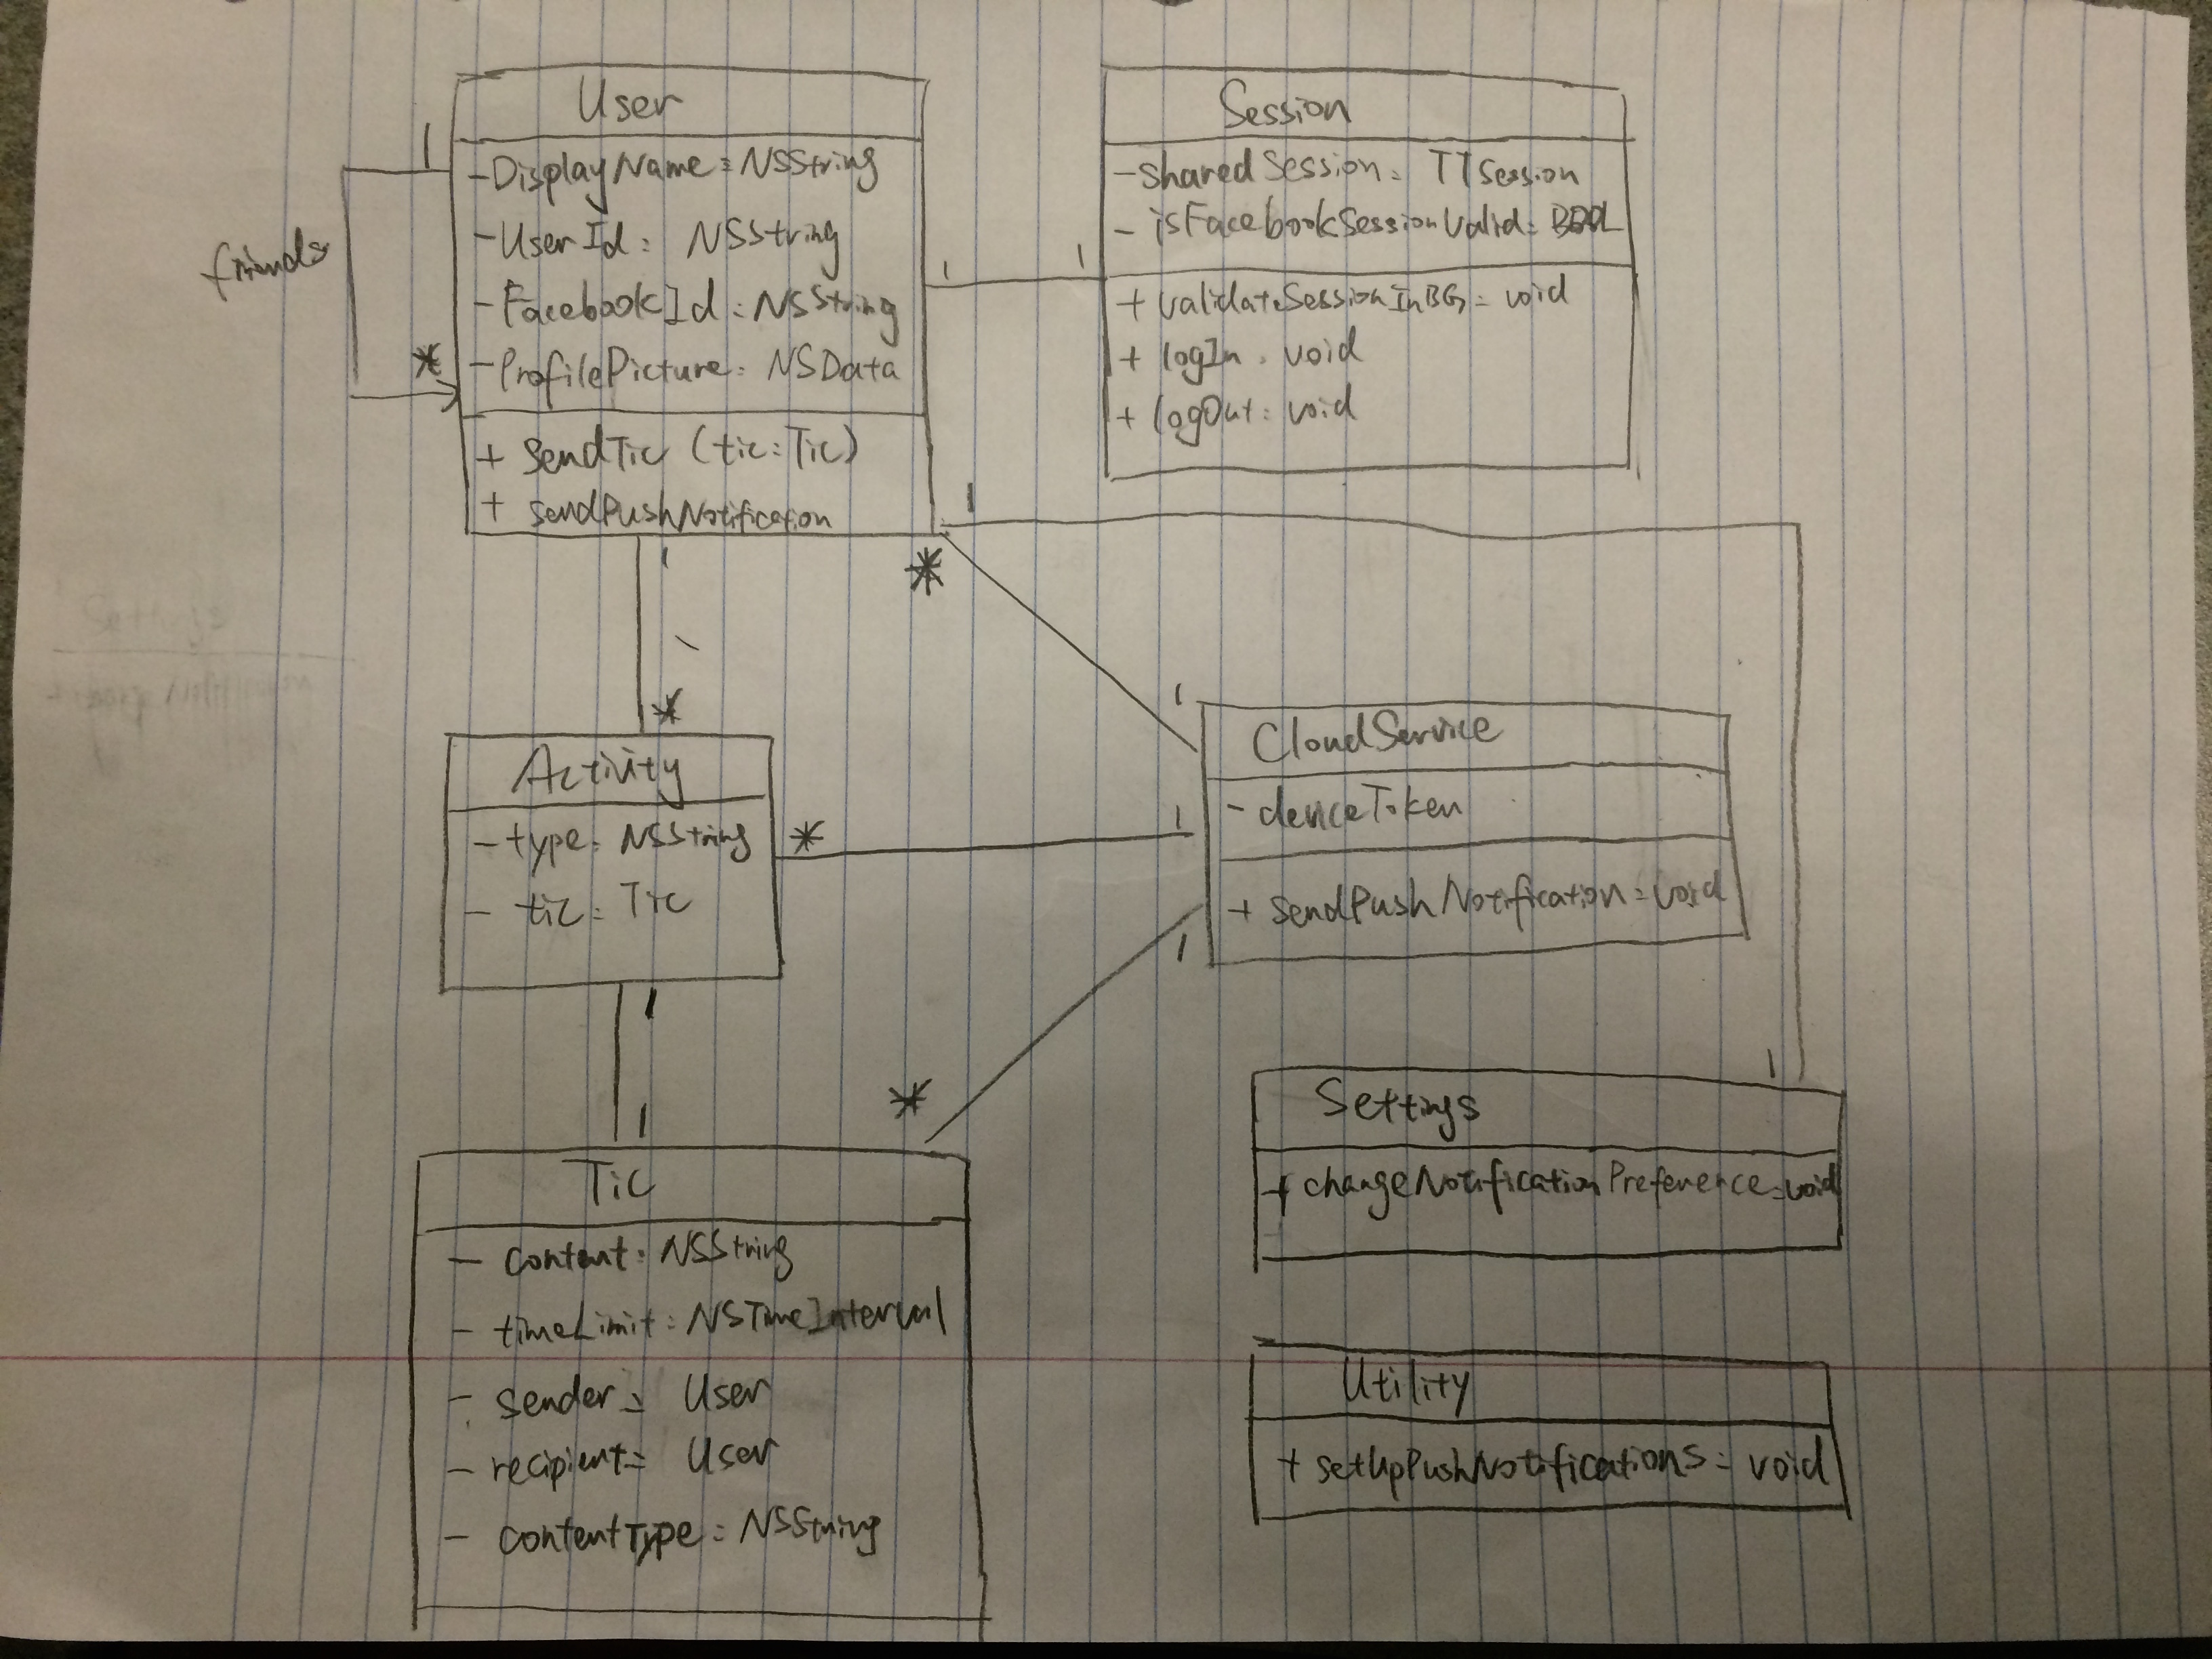 User
- DisplayName: NSString
- UserId: NSString
- FacebookId: NSString
- ProfilePicture: NSData
+ SendTic (tic: Tic)
+ sendPushNotification
1
friends
*
Session
- sharedSession: TTSession
- isFacebookSessionValid: BOOL
+ validateSessionInBG: void
+ logIn: void
+ logOut: void
1
1
1
*
1
1
*
Activity
- type: NSString
- tic: Tic
*
1
CloudService
- deviceToken
+ sendPushNotification: void
1
1
1
*
1
Settings
+ changeNotificationPreference: void
Tic
- content: NSString
- timeLimit: NSTimeInterval
- sender: User
- recipient: User
- contentType: NSString
Utility
+ setUpPushNotifications: void